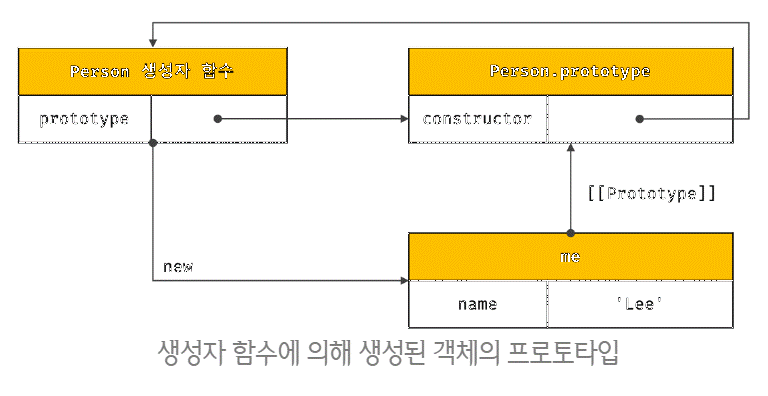 Person 생성자 함수
prototype
Person.prototype
constructor
[[Prototype]]
new
me
name
'Lee'
생성자 함수에 의해 생성된 객체의 프로토타입